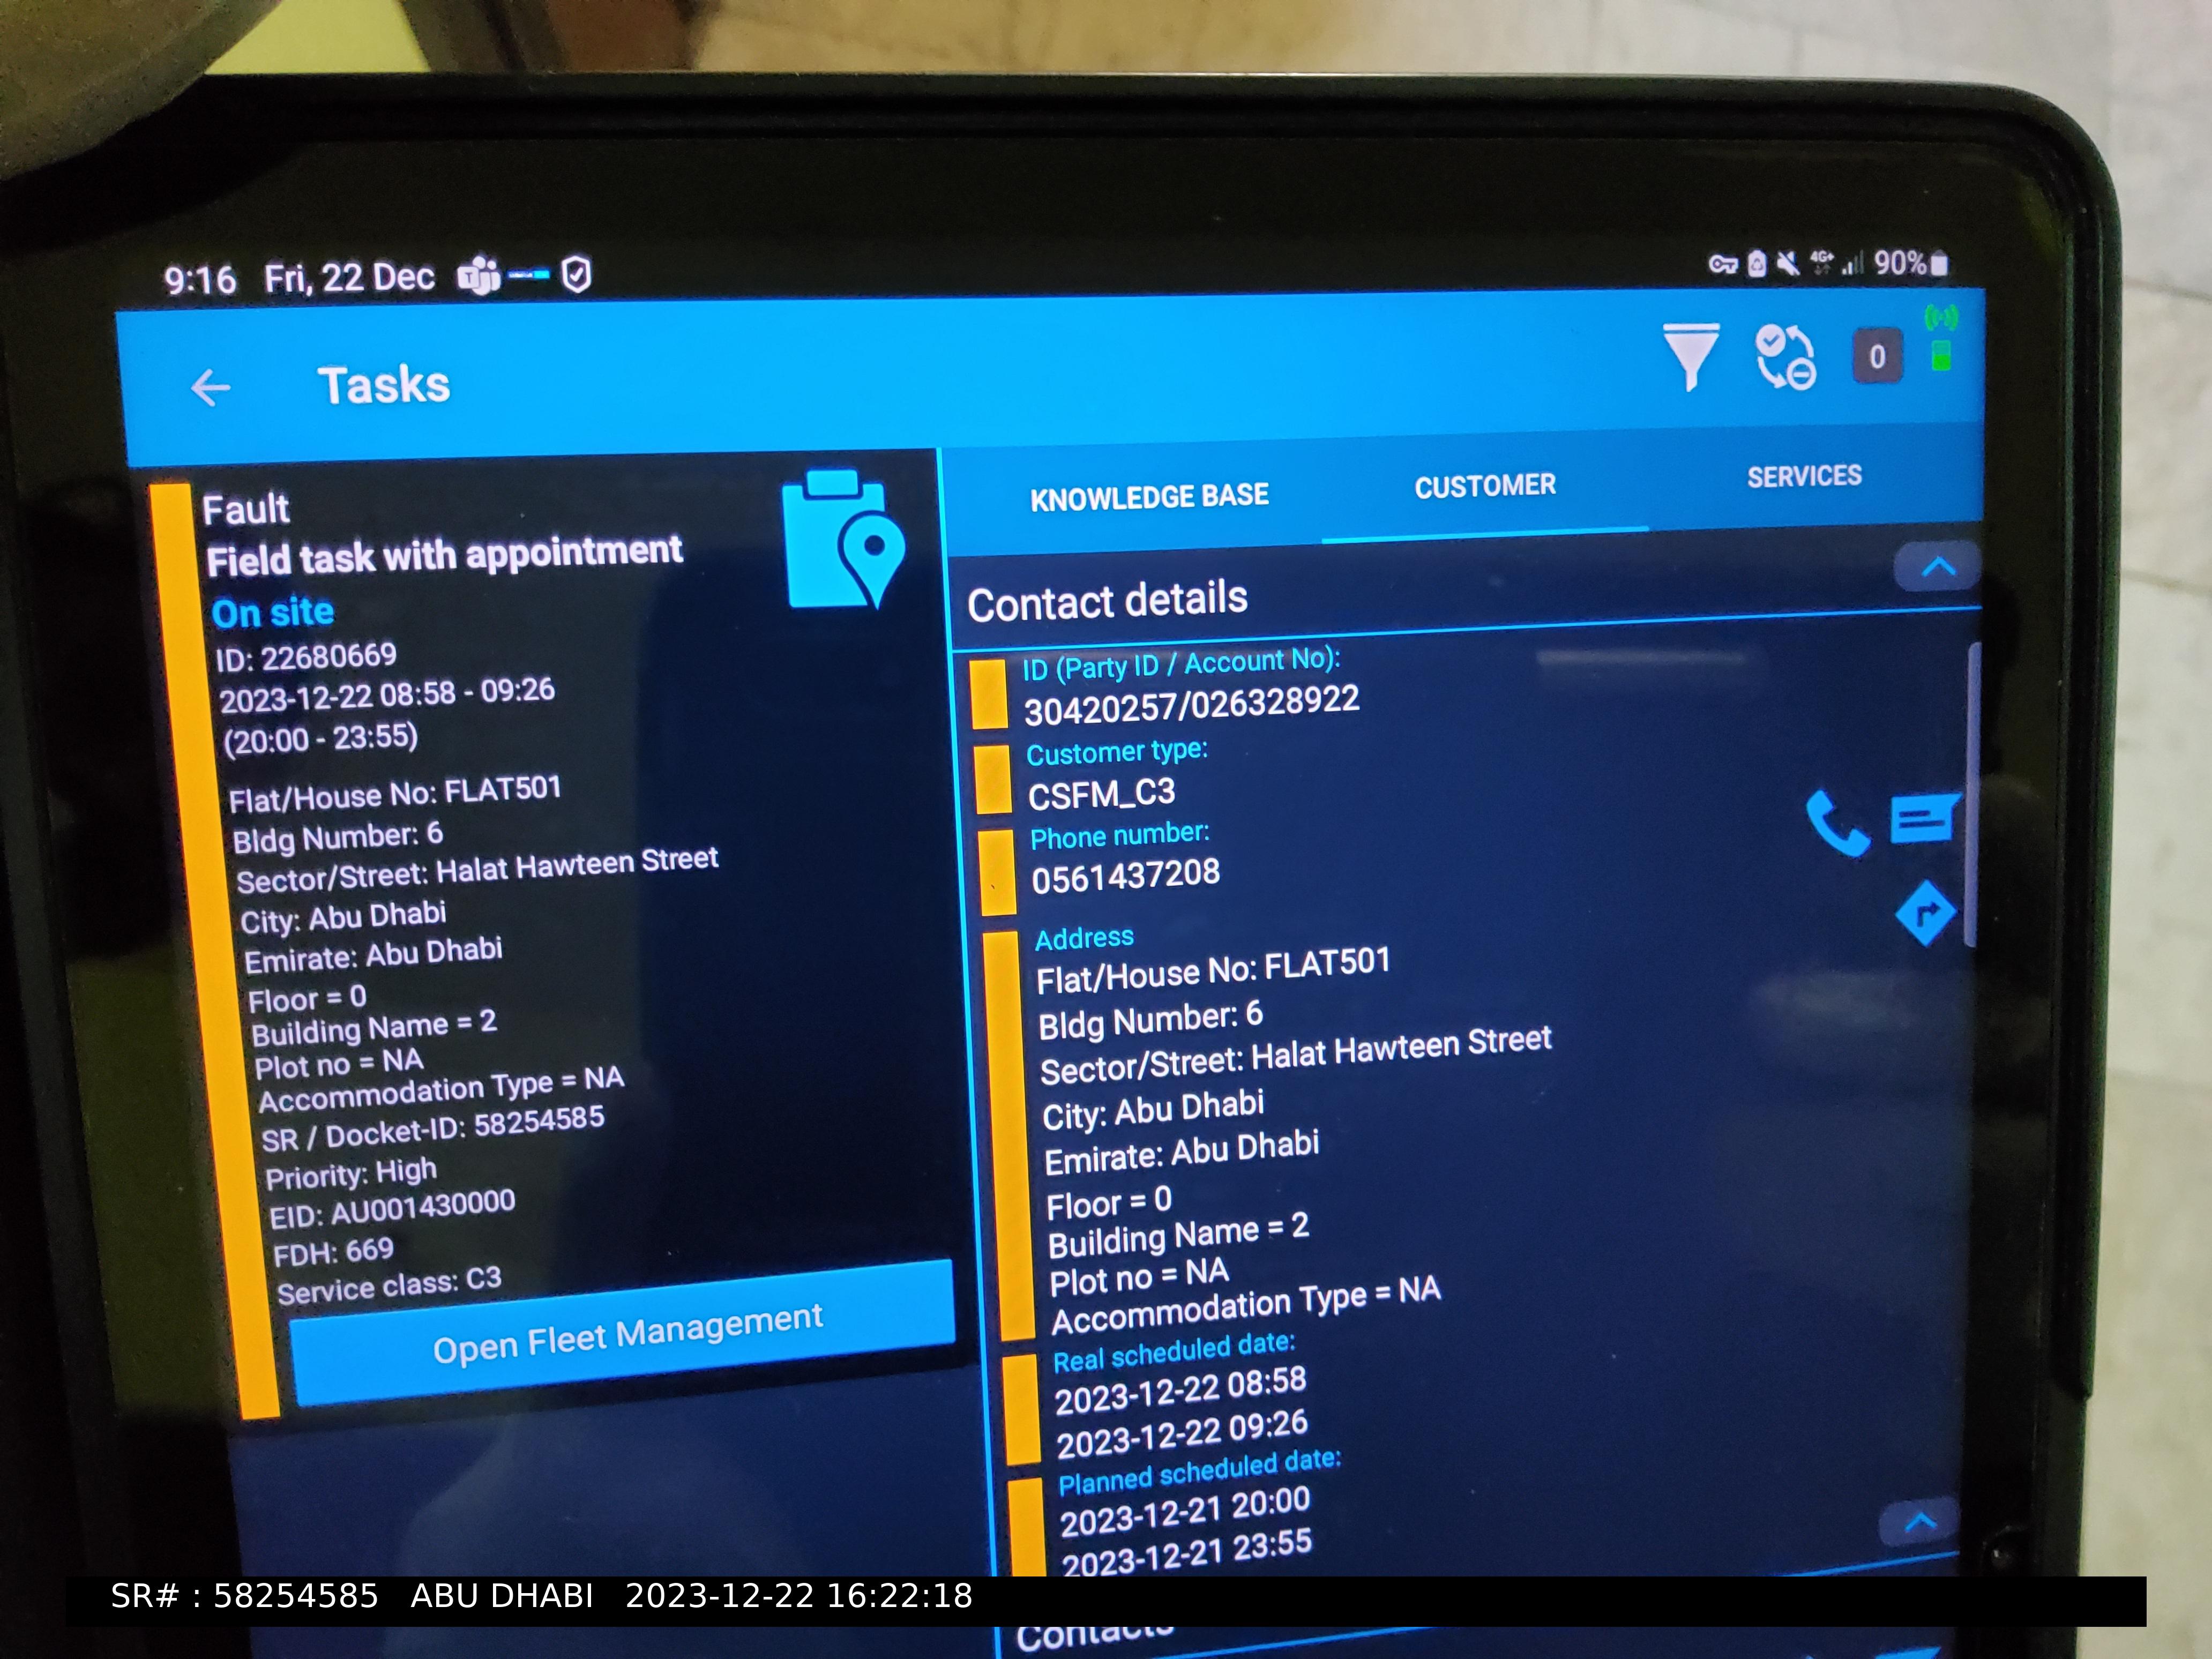 9:16 Fri, 22 Dec
4G+ 90%
Tasks
0
Fault
Field task with appointment
On site
ID: 22680669
2023-12-22 08:58 - 09:26
(20:00 - 23:55)
Flat/House No: FLAT501
Bldg Number: 6
Sector/Street: Halat Hawteen Street
City: Abu Dhabi
Emirate: Abu Dhabi
Floor = 0
Building Name = 2
Plot no = NA
Accommodation Type = NA
SR / Docket-ID: 58254585
Priority: High
EID: AU001430000
FDH: 669
Service class: C3
Open Fleet Management
KNOWLEDGE BASE CUSTOMER SERVICES
Contact details
ID (Party ID / Account No):
30420257/026328922
Customer type:
CSFM_C3
Phone number:
0561437208
Address
Flat/House No: FLAT501
Bldg Number: 6
Sector/Street: Halat Hawteen Street
City: Abu Dhabi
Emirate: Abu Dhabi
Floor = 0
Building Name = 2
Plot no = NA
Accommodation Type = NA
Real scheduled date:
2023-12-22 08:58
2023-12-22 09:26
Planned scheduled date:
2023-12-21 20:00
2023-12-21 23:55
SR# : 58254585 ABU DHABI 2023-12-22 16:22:18
Contacts